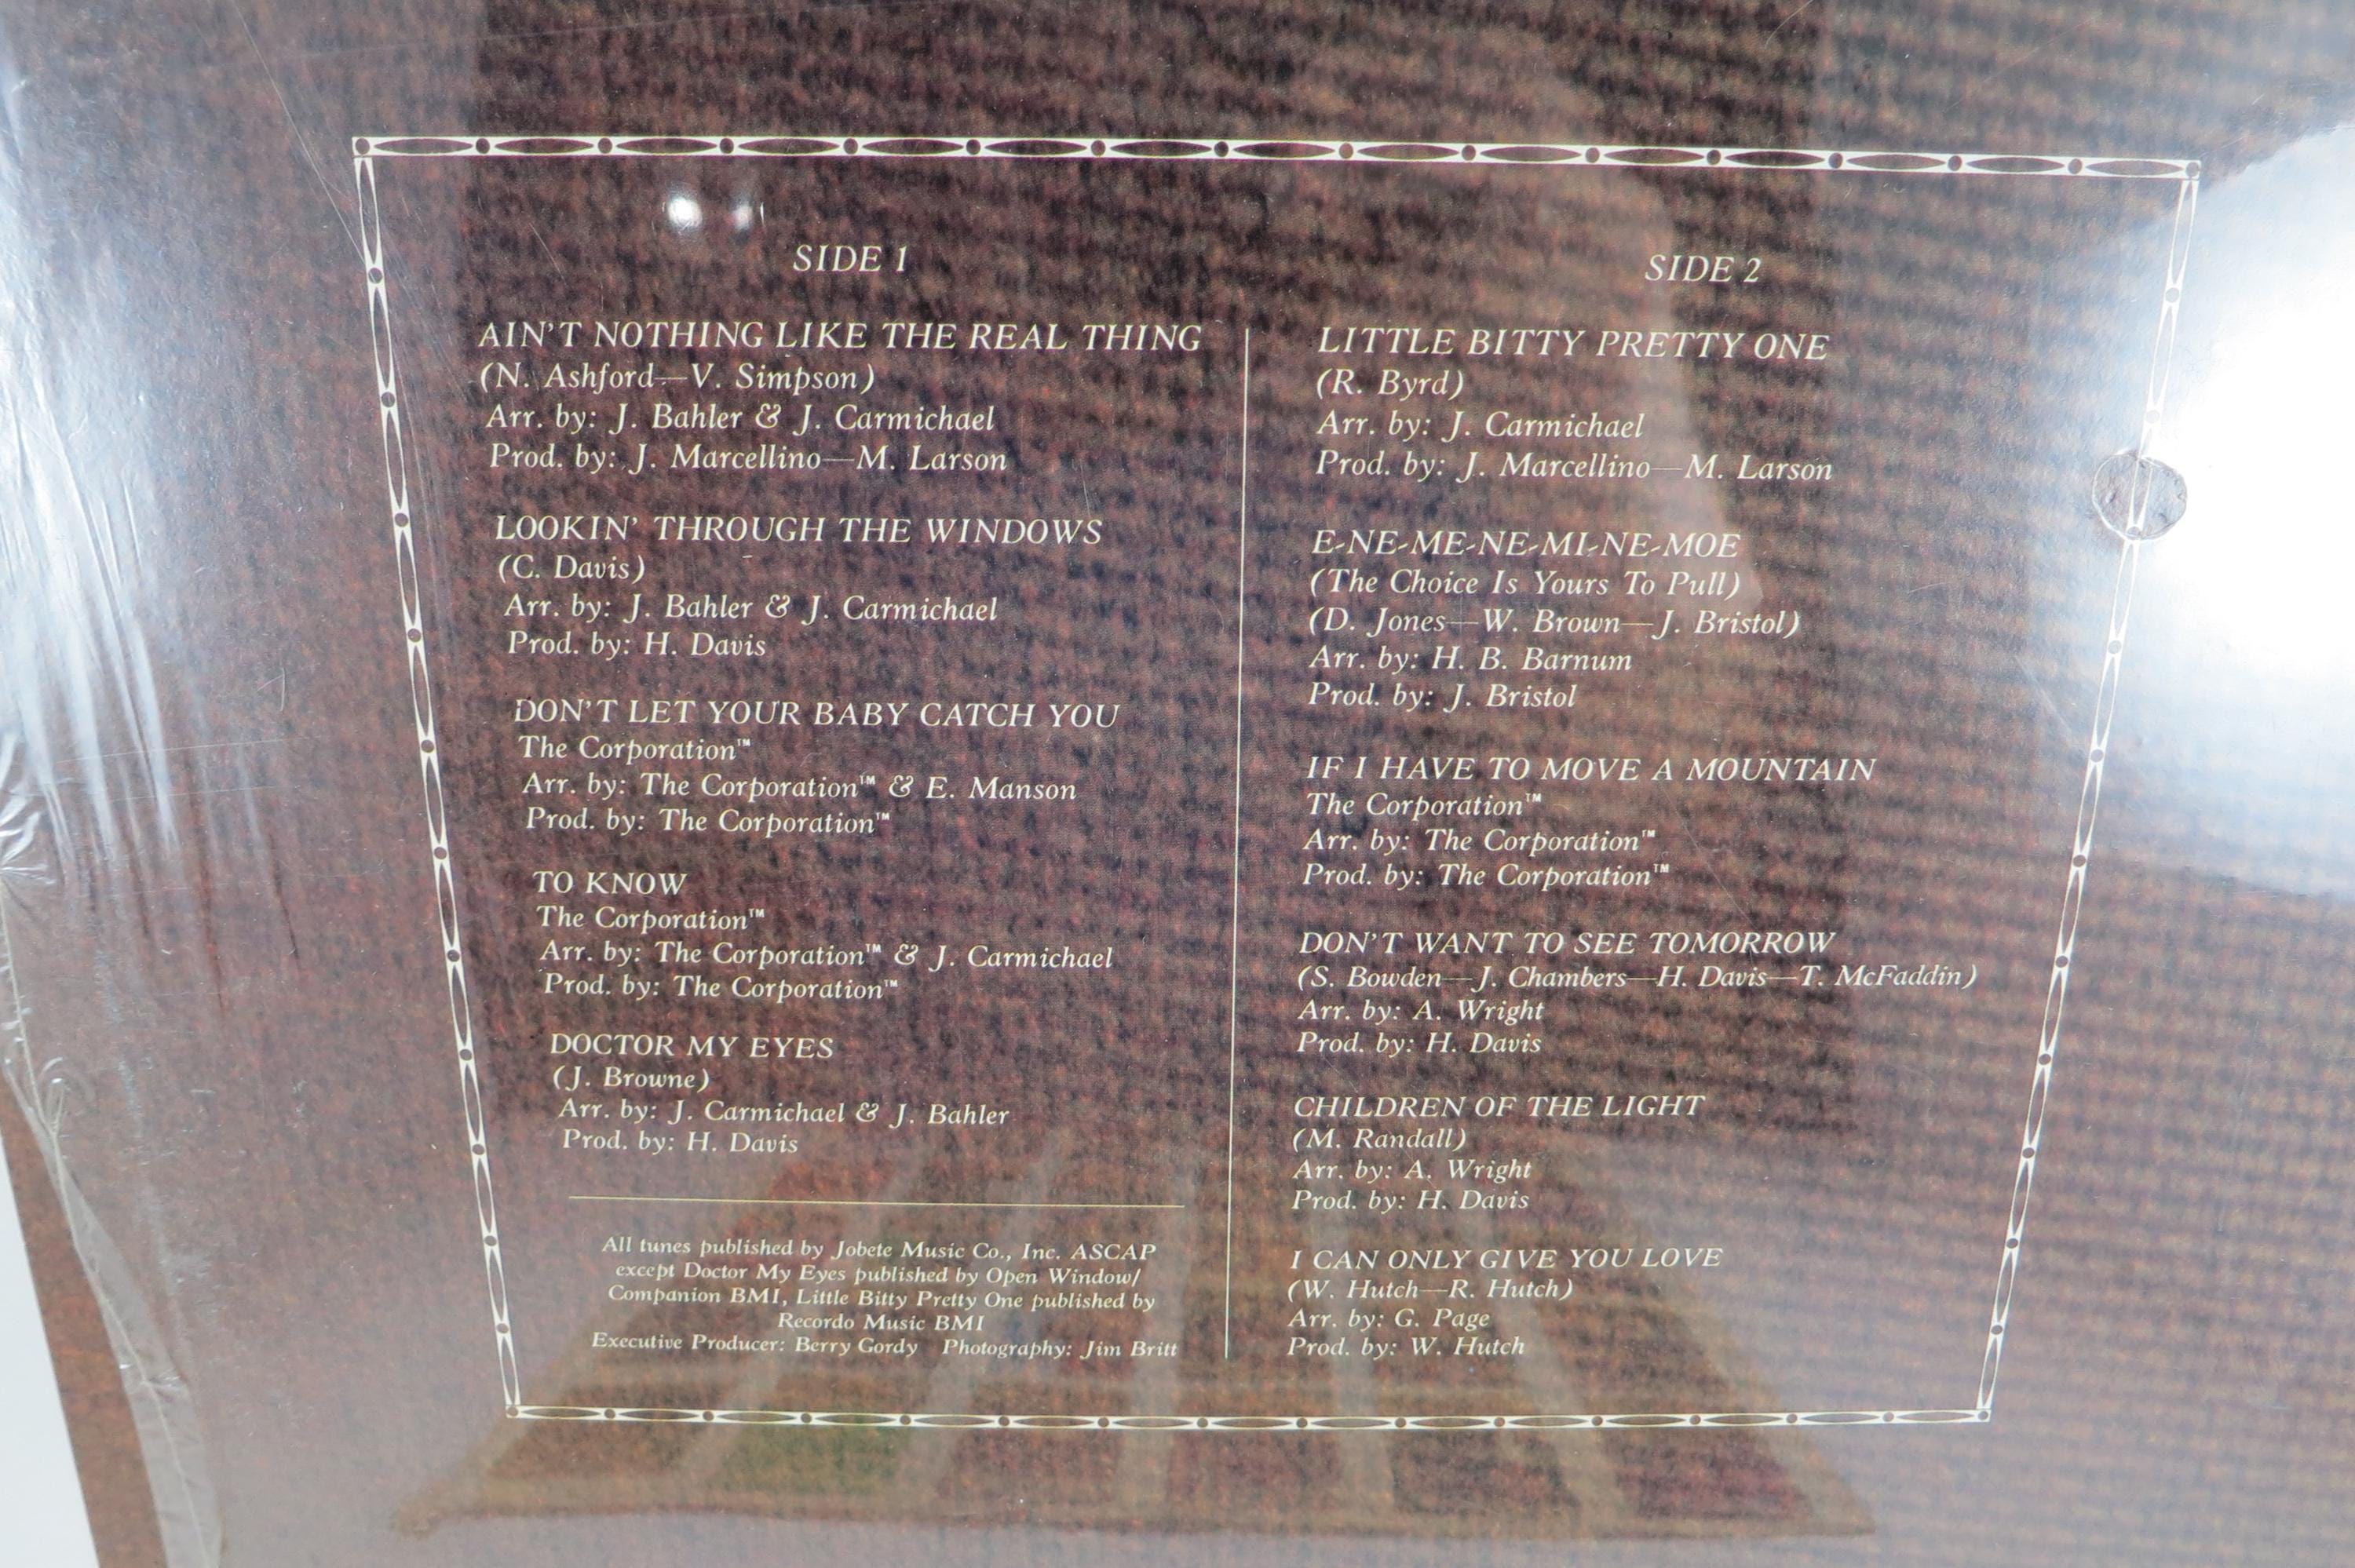 SIDE 1
AIN'T NOTHING LIKE THE REAL THING
(N. Ashford—V. Simpson)
Arr. by: J. Bahler & J. Carmichael
Prod. by: J. Marcellino—M. Larson
LOOKIN' THROUGH THE WINDOWS
(C. Davis)
Arr. by: J. Bahler & J. Carmichael
Prod. by: H. Davis
DON'T LET YOUR BABY CATCH YOU
The Corporation™
Arr. by: The Corporation™ & E. Manson
Prod. by: The Corporation™
TO KNOW
The Corporation™
Arr. by: The Corporation™ & J. Carmichael
Prod. by: The Corporation™
DOCTOR MY EYES
(J. Browne)
Arr. by: J. Carmichael & J. Bahler
Prod. by: H. Davis
All tunes published by Jobete Music Co., Inc. ASCAP
except Doctor My Eyes published by Open Window/
Companion BMI, Little Bitty Pretty One published by
Recordo Music BMI
Executive Producer: Berry Gordy Photography: Jim Britt
SIDE 2
LITTLE BITTY PRETTY ONE
(R. Byrd)
Arr. by: J. Carmichael
Prod. by: J. Marcellino—M. Larson
E-NE-ME-NE-MI-NE-MOE
(The Choice Is Yours To Pull)
(D. Jones—W. Brown—J. Bristol)
Arr. by: H. B. Barnum
Prod. by: J. Bristol
IF I HAVE TO MOVE A MOUNTAIN
The Corporation™
Arr. by: The Corporation™
Prod. by: The Corporation™
DON'T WANT TO SEE TOMORROW
(S. Bowden—J. Chambers—H. Davis—T. McFaddin)
Arr. by: A. Wright
Prod. by: H. Davis
CHILDREN OF THE LIGHT
(M. Randall)
Arr. by: A. Wright
Prod. by: H. Davis
I CAN ONLY GIVE YOU LOVE
(W. Hutch—R. Hutch)
Arr. by: G. Page
Prod. by: W. Hutch